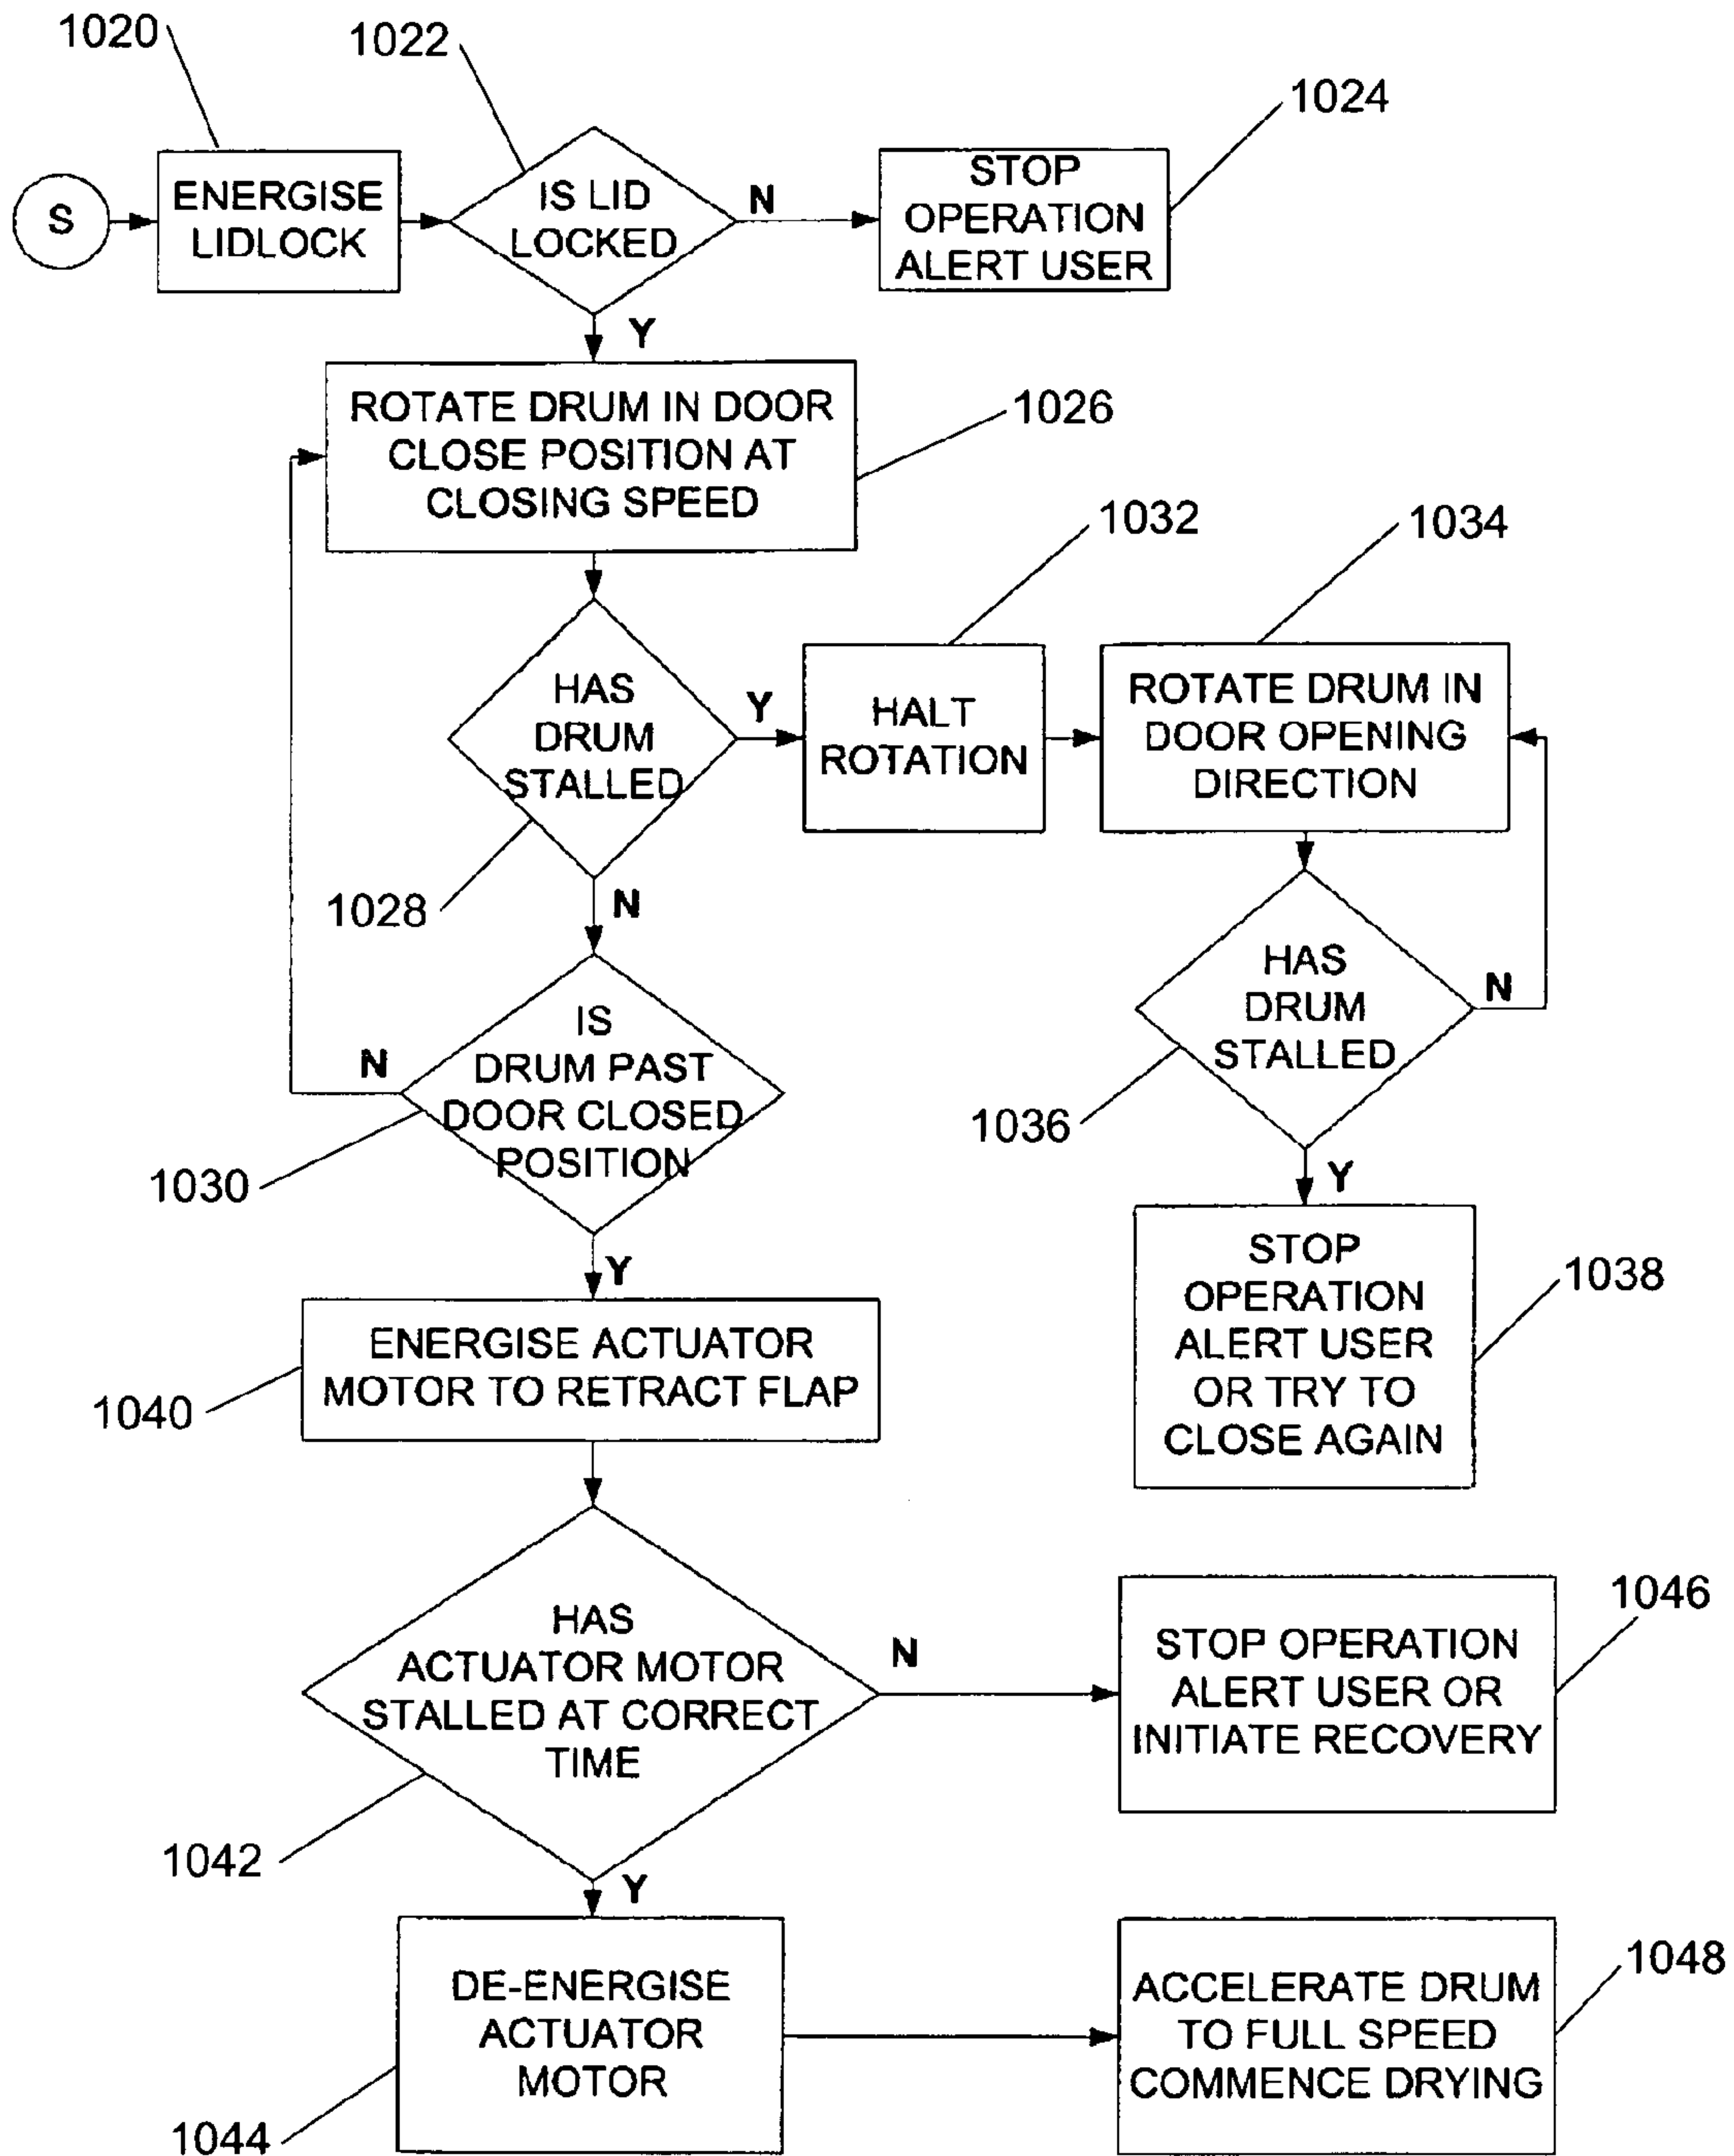 1020
1022
1024
S
ENERGISE
LIDLOCK
IS LID
LOCKED
N
STOP
OPERATION
ALERT USER
Y
ROTATE DRUM IN DOOR
CLOSE POSITION AT
CLOSING SPEED
1026
1032
1034
HAS
DRUM
STALLED
Y
HALT
ROTATION
ROTATE DRUM IN
DOOR OPENING
DIRECTION
1028
N
IS
DRUM PAST
DOOR CLOSED
POSITION
N
1030
HAS
DRUM
STALLED
N
1036
Y
Y
STOP
OPERATION
ALERT USER
OR TRY TO
CLOSE AGAIN
1038
ENERGISE ACTUATOR
MOTOR TO RETRACT FLAP
1040
HAS
ACTUATOR MOTOR
STALLED AT CORRECT
TIME
N
1042
STOP OPERATION
ALERT USER OR
INITIATE RECOVERY
1046
Y
DE-ENERGISE
ACTUATOR
MOTOR
1044
ACCELERATE DRUM
TO FULL SPEED
COMMENCE DRYING
1048